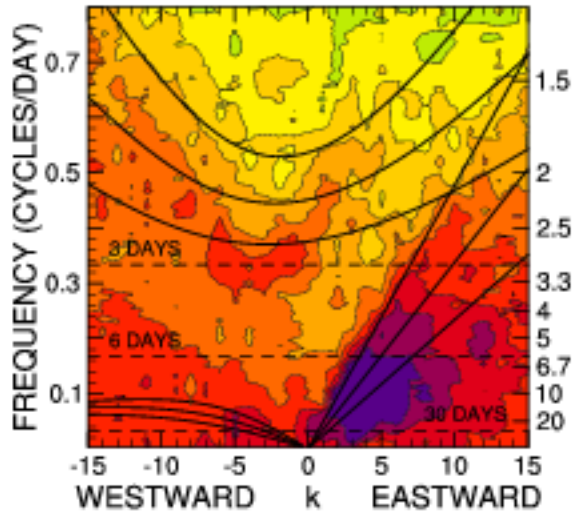 FREQUENCY (CYCLES/DAY)
0.7
0.5
0.3
0.1
1.5
2
2.5
3.3
4
5
6.7
10
20
3 DAYS
6 DAYS
30 DAYS
-15 -10 -5 0 5 10 15
WESTWARD k EASTWARD